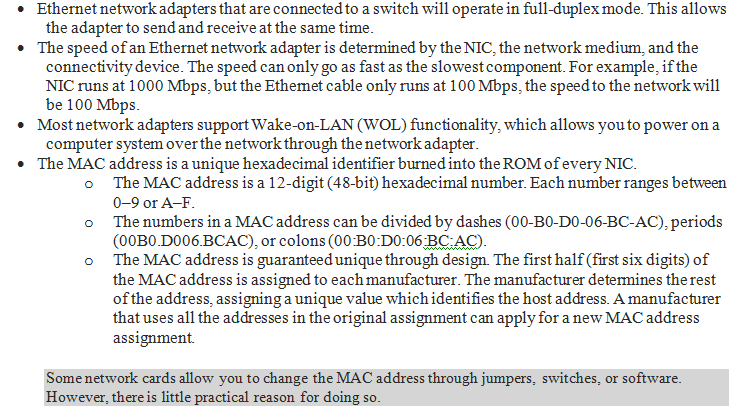 • Ethernet network adapters that are connected to a switch will operate in full-duplex mode. This allows
the adapter to send and receive at the same time.
• The speed of an Ethernet network adapter is determined by the NIC, the network medium, and the
connectivity device. The speed can only go as fast as the slowest component. For example, if the
NIC runs at 1000 Mbps, but the Ethernet cable only runs at 100 Mbps, the speed to the network will
be 100 Mbps.
• Most network adapters support Wake-on-LAN (WOL) functionality, which allows you to power on a
computer system over the network through the network adapter.
• The MAC address is a unique hexadecimal identifier burned into the ROM of every NIC.
o The MAC address is a 12-digit (48-bit) hexadecimal number. Each number ranges between
0–9 or A–F.
o The numbers in a MAC address can be divided by dashes (00-B0-D0-06-BC-AC), periods
(00B0.D006.BCAC), or colons (00:B0:D0:06:BC:AC).
o The MAC address is guaranteed unique through design. The first half (first six digits) of
the MAC address is assigned to each manufacturer. The manufacturer determines the rest
of the address, assigning a unique value which identifies the host address. A manufacturer
that uses all the addresses in the original assignment can apply for a new MAC address
assignment.
Some network cards allow you to change the MAC address through jumpers, switches, or software.
However, there is little practical reason for doing so.